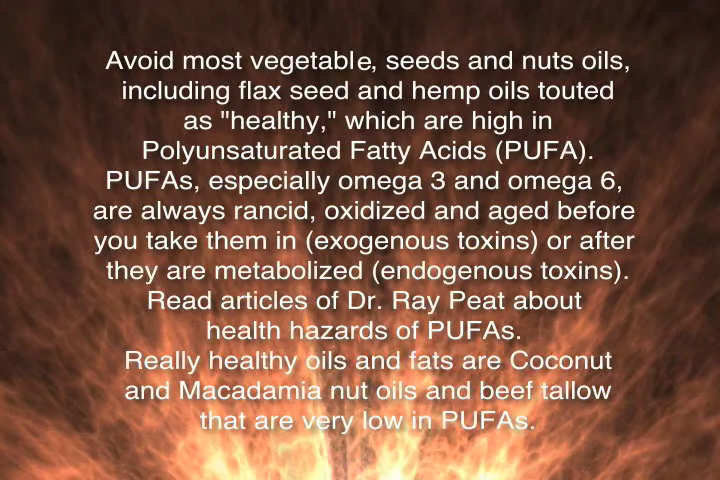 Avoid most vegetable, seeds and nuts oils,
including flax seed and hemp oils touted
as "healthy," which are high in
Polyunsaturated Fatty Acids (PUFA).
PUFAs, especially omega 3 and omega 6,
are always rancid, oxidized and aged before
you take them in (exogenous toxins) or after
they are metabolized (endogenous toxins).
Read articles of Dr. Ray Peat about
health hazards of PUFAs.
Really healthy oils and fats are Coconut
and Macadamia nut oils and beef tallow
that are very low in PUFAs.